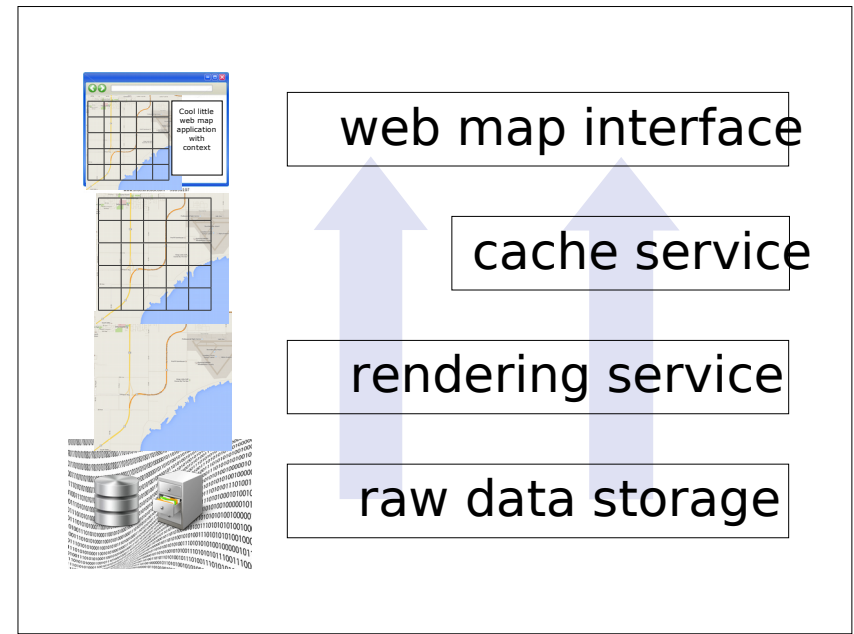 Cool little
web map
application
with
context
web map interface
cache service
rendering service
raw data storage